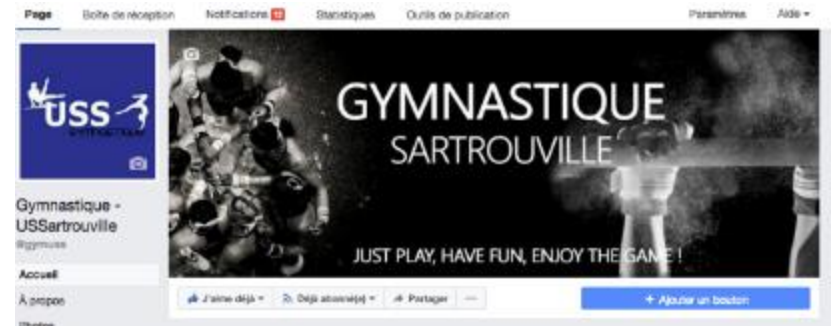 Page Boîte de réception Notifications 12 Statistiques Outils de publication Paramètres Aide
USS
GYMNASTIQUE
SARTROUVILLE
JUST PLAY, HAVE FUN, ENJOY THE GAME !
Gymnastique -
USSartrouville
@gymuss
Accueil
J'aime déjà Déjà abonné(e) Partager ... + Ajouter un bouton
À propos
Photos